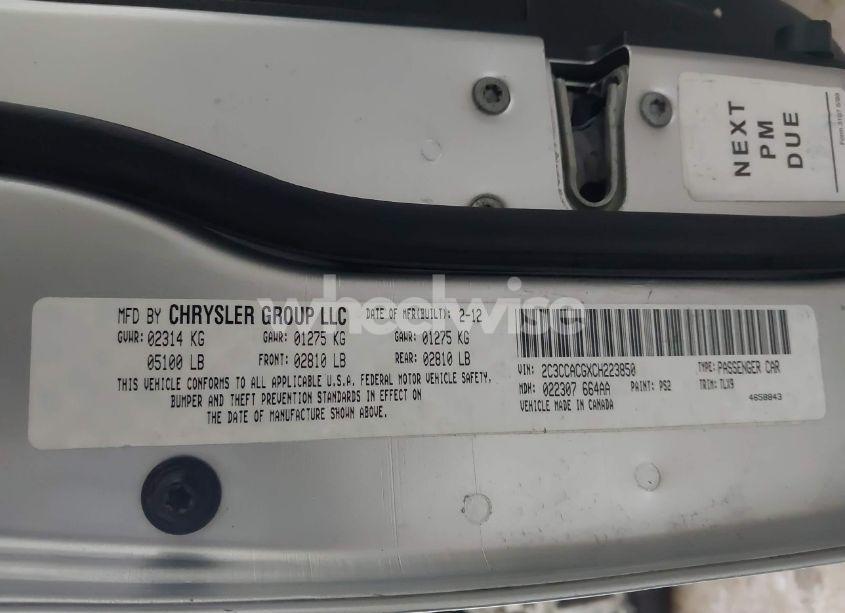 NEXT
PM
DUE
wheelwise
MFD BY CHRYSLER GROUP LLC DATE OF MFR(BUILT): 2-12
GVWR: 02314 KG GAWR: 01275 KG GAWR: 01275 KG
05100 LB FRONT: 02810 LB REAR: 02810 LB
THIS VEHICLE CONFORMS TO ALL APPLICABLE U.S.A. FEDERAL MOTOR VEHICLE SAFETY,
BUMPER AND THEFT PREVENTION STANDARDS IN EFFECT ON
THE DATE OF MANUFACTURE SHOWN ABOVE.
VIN: 2C3CCACGXCH223850 TYPE: PASSENGER CAR
MDH: 022307 664AA PAINT: PS2 TRIM: TLX9
VEHICLE MADE IN CANADA 4658843